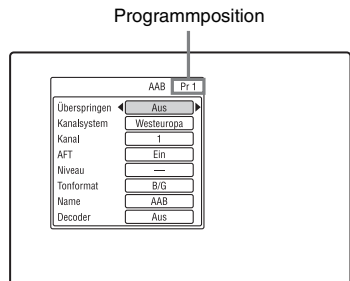 Programmposition
AAB Pr 1
Überspringen Aus
Kanalsystem Westeuropa
Kanal 1
AFT Ein
Niveau —
Tonformat B/G
Name AAB
Decoder Aus